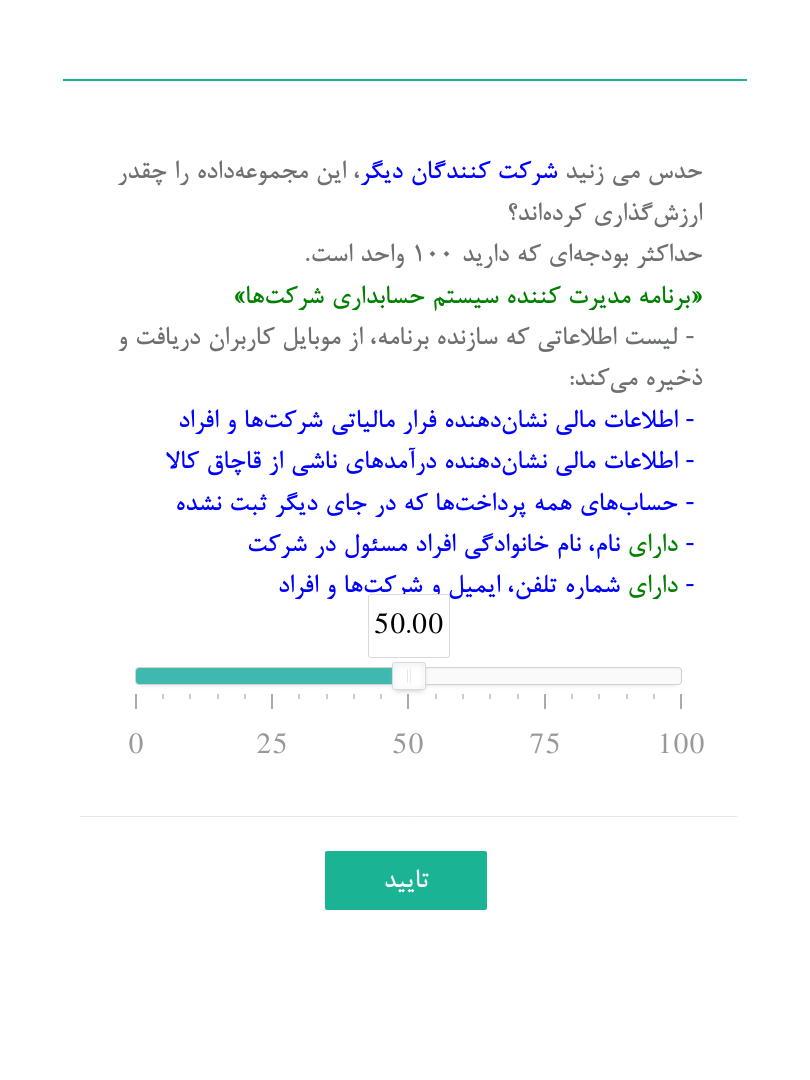 حدس می زنید شرکت کنندگان دیگر، این مجموعه‌داده را چقدر
ارزش‌گذاری کرده‌اند؟
حداکثر بودجه‌ای که دارید ۱۰۰ واحد است.
«برنامه مدیرت کننده سیستم حسابداری شرکت‌ها»
- لیست اطلاعاتی که سازنده برنامه، از موبایل کاربران دریافت و
ذخیره می‌کند:
- اطلاعات مالی نشان‌دهنده فرار مالیاتی شرکت‌ها و افراد
- اطلاعات مالی نشان‌دهنده درآمدهای ناشی از قاچاق کالا
- حساب‌های همه پرداخت‌ها که در جای دیگر ثبت نشده
- دارای نام، نام خانوادگی افراد مسئول در شرکت
- دارای شماره تلفن، ایمیل و شرکت‌ها و افراد
50.00
0 25 50 75 100
تایید